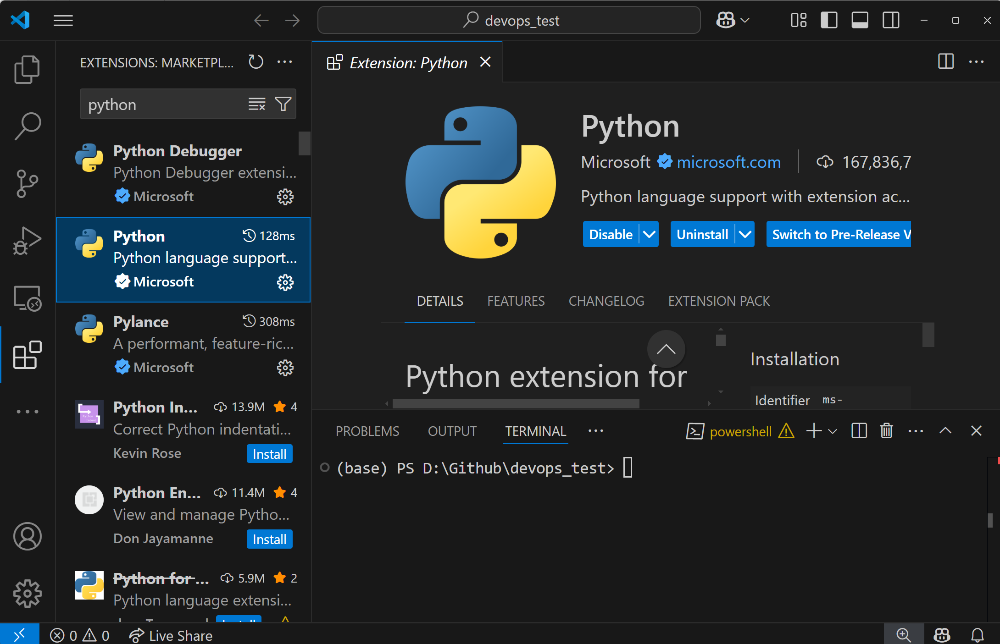 devops_test
EXTENSIONS: MARKETPL...
python
Python Debugger
Python Debugger extensi...
Microsoft
Python 128ms
Python language support...
Microsoft
Pylance 308ms
A performant, feature-ric...
Microsoft
Python In... 13.9M 4
Correct Python indentati...
Kevin Rose Install
Python En... 11.4M 4
View and manage Pytho...
Don Jayamanne Install
Python for ... 5.9M 2
Python language extensi...
Install
Extension: Python
Python
Microsoft microsoft.com 167,836,7
Python language support with extension ac...
Disable Uninstall Switch to Pre-Release V
DETAILS FEATURES CHANGELOG EXTENSION PACK
Python extension for
Installation
Identifier ms-
PROBLEMS OUTPUT TERMINAL ... powershell
(base) PS D:\Github\devops_test>
0 0 Live Share